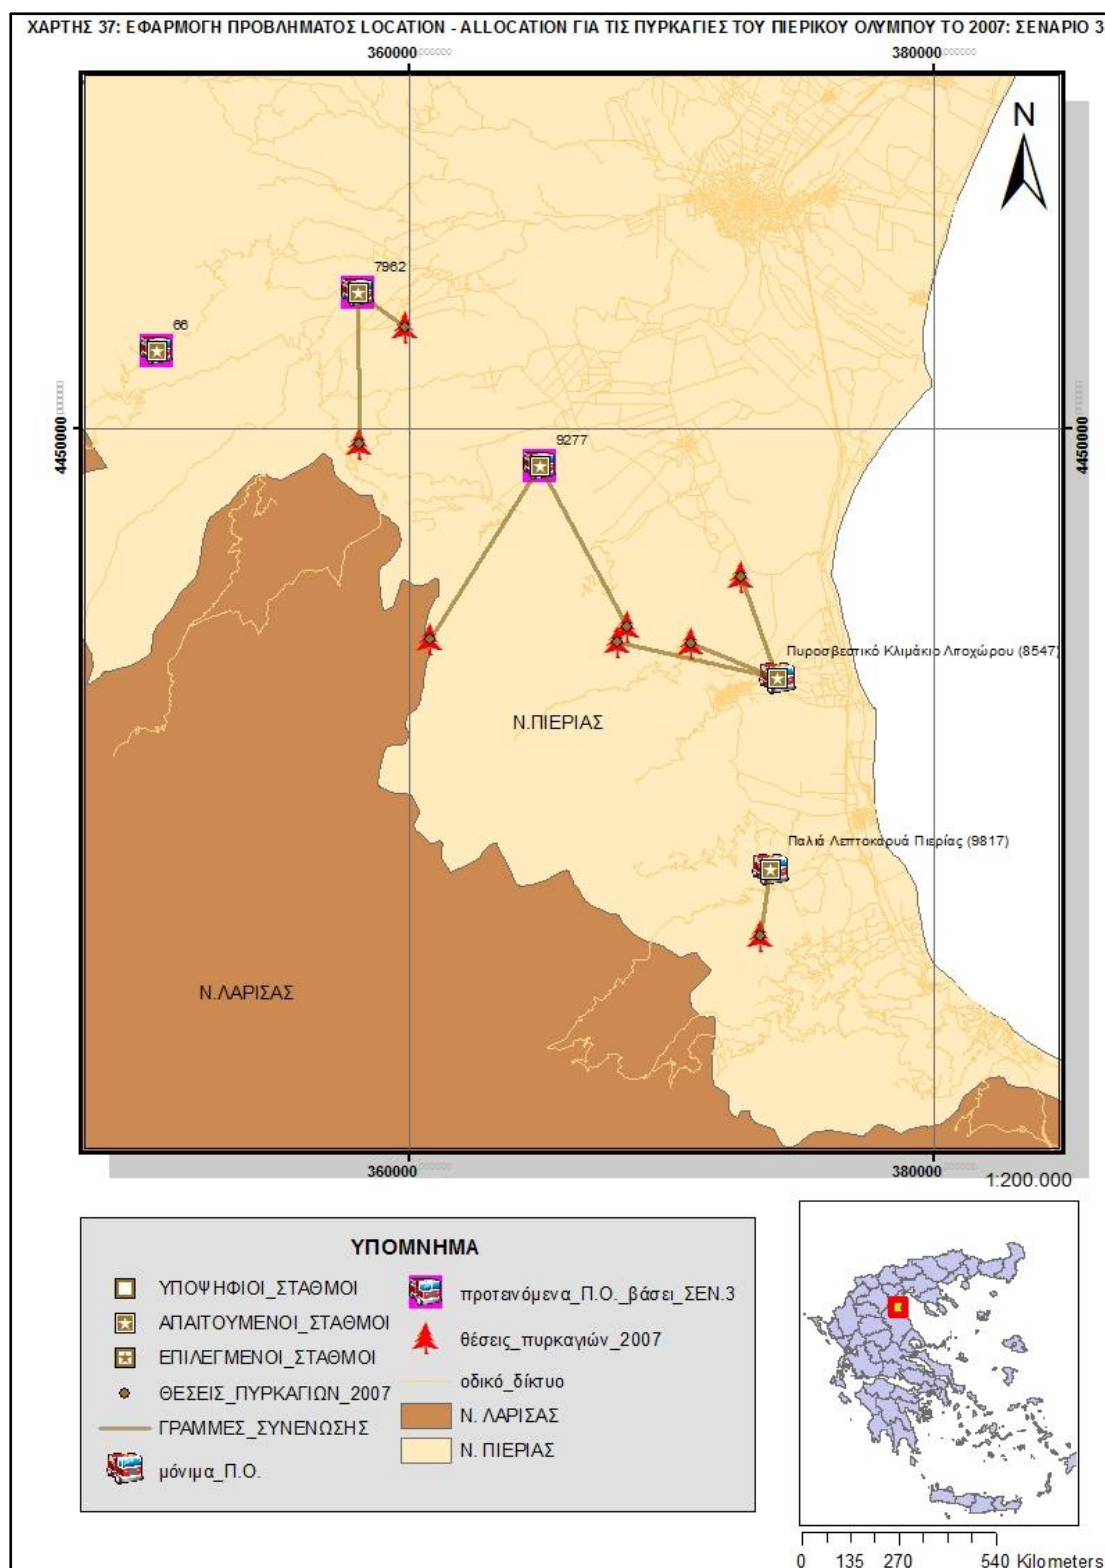 ΧΑΡΤΗΣ 37: ΕΦΑΡΜΟΓΗ ΠΡΟΒΛΗΜΑΤΟΣ LOCATION - ALLOCATION ΓΙΑ ΤΙΣ ΠΥΡΚΑΓΙΕΣ ΤΟΥ ΠΙΕΡΙΚΟΥ ΟΛΥΜΠΟΥ ΤΟ 2007: ΣΕΝΑΡΙΟ 3
360000 380000
N
7962
66
4450000 4450000
9277
Πυροσβεστικό Κλιμάκιο Λιτοχώρου (8547)
Ν.ΠΙΕΡΙΑΣ
Παλιά Λεπτοκαρυά Πιερίας (9817)
Ν.ΛΑΡΙΣΑΣ
360000 380000
1:200.000
ΥΠΟΜΝΗΜΑ
ΥΠΟΨΗΦΙΟΙ_ΣΤΑΘΜΟΙ
ΑΠΑΙΤΟΥΜΕΝΟΙ_ΣΤΑΘΜΟΙ
ΕΠΙΛΕΓΜΕΝΟΙ_ΣΤΑΘΜΟΙ
ΘΕΣΕΙΣ_ΠΥΡΚΑΓΙΩΝ_2007
ΓΡΑΜΜΕΣ_ΣΥΝΕΝΩΣΗΣ
μόνιμα_Π.Ο.
προτεινόμενα_Π.Ο._βάσει_ΣΕΝ.3
θέσεις_πυρκαγιών_2007
οδικό_δίκτυο
Ν. ΛΑΡΙΣΑΣ
Ν. ΠΙΕΡΙΑΣ
0 135 270 540 Kilometers